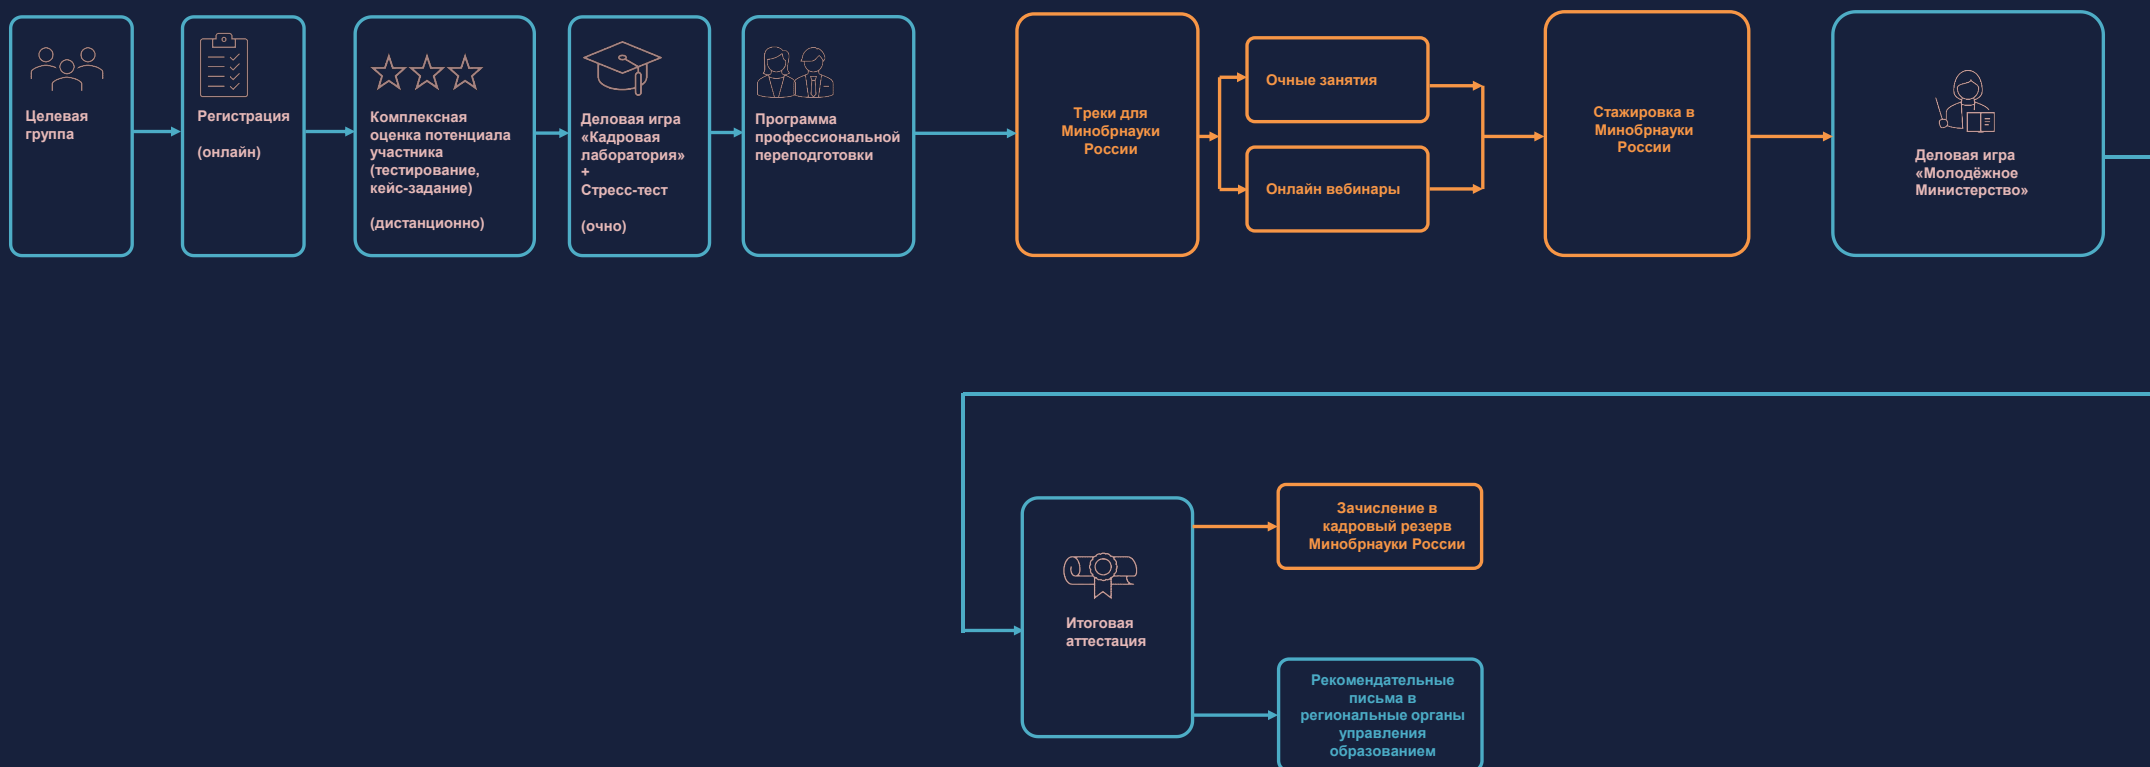 Целевая
группа
Регистрация
(онлайн)
Комплексная
оценка потенциала
участника
(тестирование,
кейс-задание)
(дистанционно)
Деловая игра
«Кадровая
лаборатория»
+
Стресс-тест
(очно)
Программа
профессиональной
переподготовки
Треки для
Минобрнауки
России
Очные занятия
Онлайн вебинары
Стажировка в
Минобрнауки
России
Деловая игра
«Молодёжное
Министерство»
Итоговая
аттестация
Зачисление в
кадровый резерв
Минобрнауки России
Рекомендательные
письма в
региональные органы
управления
образованием